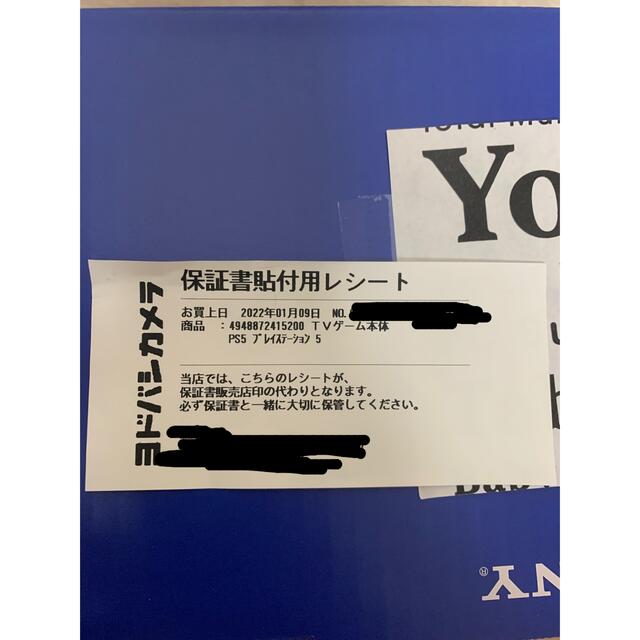 保証書貼付用レシート
お買上日 2022年01月09日 NO.
商品 :4948872415200 TVゲーム本体
PS5 プレイステーション 5
当店では、こちらのレシートが、
保証書販売店印の代わりとなります。
必ず保証書と一緒に大切に保管してください。
ヨドバシカメラ
Yo
NY®